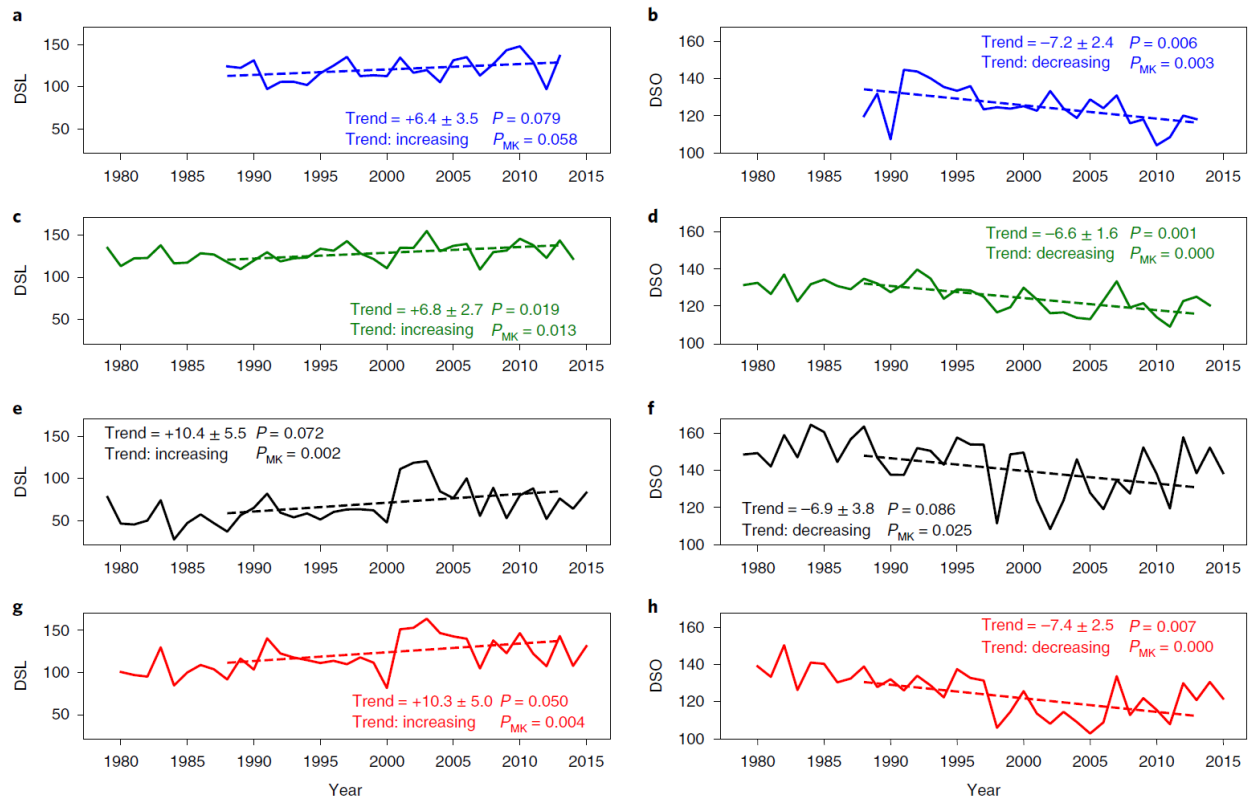 a
150
100
50
DSL
Trend = +6.4 ± 3.5 P = 0.079
Trend: increasing P_MK = 0.058
1980 1985 1990 1995 2000 2005 2010 2015
b
160
140
120
100
DSO
Trend = −7.2 ± 2.4 P = 0.006
Trend: decreasing P_MK = 0.003
1980 1985 1990 1995 2000 2005 2010 2015
c
150
100
50
DSL
Trend = +6.8 ± 2.7 P = 0.019
Trend: increasing P_MK = 0.013
1980 1985 1990 1995 2000 2005 2010 2015
d
160
140
120
100
DSO
Trend = −6.6 ± 1.6 P = 0.001
Trend: decreasing P_MK = 0.000
1980 1985 1990 1995 2000 2005 2010 2015
e
150
100
50
DSL
Trend = +10.4 ± 5.5 P = 0.072
Trend: increasing P_MK = 0.002
1980 1985 1990 1995 2000 2005 2010 2015
f
160
140
120
100
DSO
Trend = −6.9 ± 3.8 P = 0.086
Trend: decreasing P_MK = 0.025
1980 1985 1990 1995 2000 2005 2010 2015
g
150
100
50
DSL
Trend = +10.3 ± 5.0 P = 0.050
Trend: increasing P_MK = 0.004
1980 1985 1990 1995 2000 2005 2010 2015
Year
h
160
140
120
100
DSO
Trend = −7.4 ± 2.5 P = 0.007
Trend: decreasing P_MK = 0.000
1980 1985 1990 1995 2000 2005 2010 2015
Year